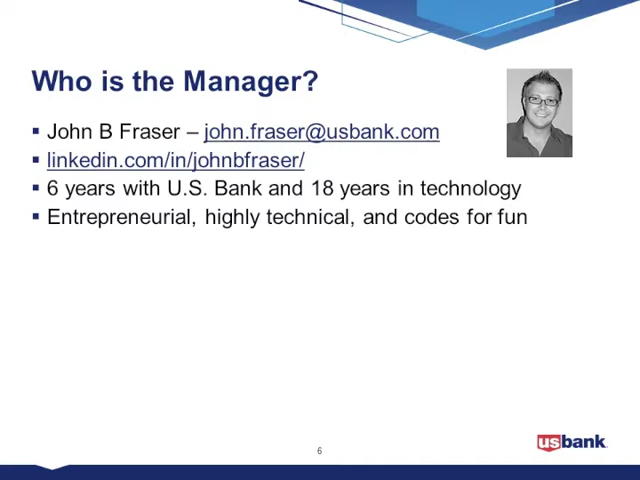 Who is the Manager?
▪ John B Fraser – john.fraser@usbank.com
▪ linkedin.com/in/johnbfraser/
▪ 6 years with U.S. Bank and 18 years in technology
▪ Entrepreneurial, highly technical, and codes for fun
6
usbank